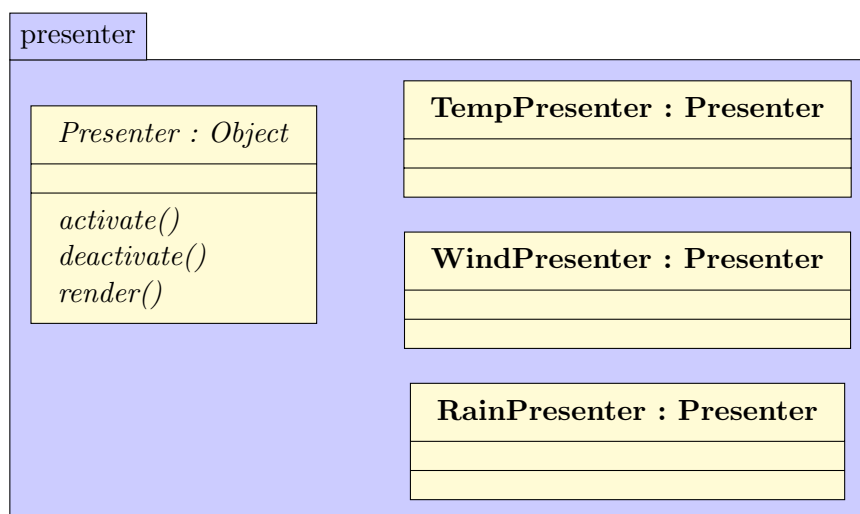 presenter
Presenter : Object
activate()
deactivate()
render()
TempPresenter : Presenter
WindPresenter : Presenter
RainPresenter : Presenter